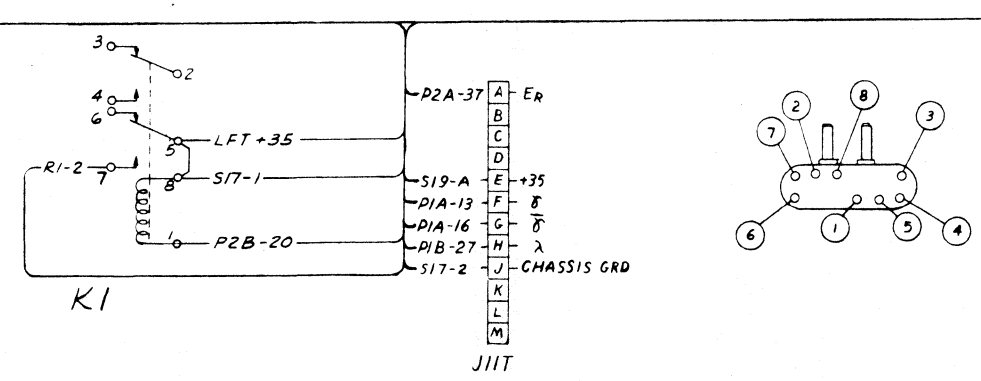 3
2
4
6
5
LFT +35
R1-2
7
8
S17-1
1
P2B-20
K1
P2A-37 A ER
B
C
D
S19-A E +35
P1A-13 F γ
P1A-16 G γ̅
P1B-27 H λ
S17-2 J CHASSIS GRD
K
L
M
J11T
7
2
8
3
6
1
5
4